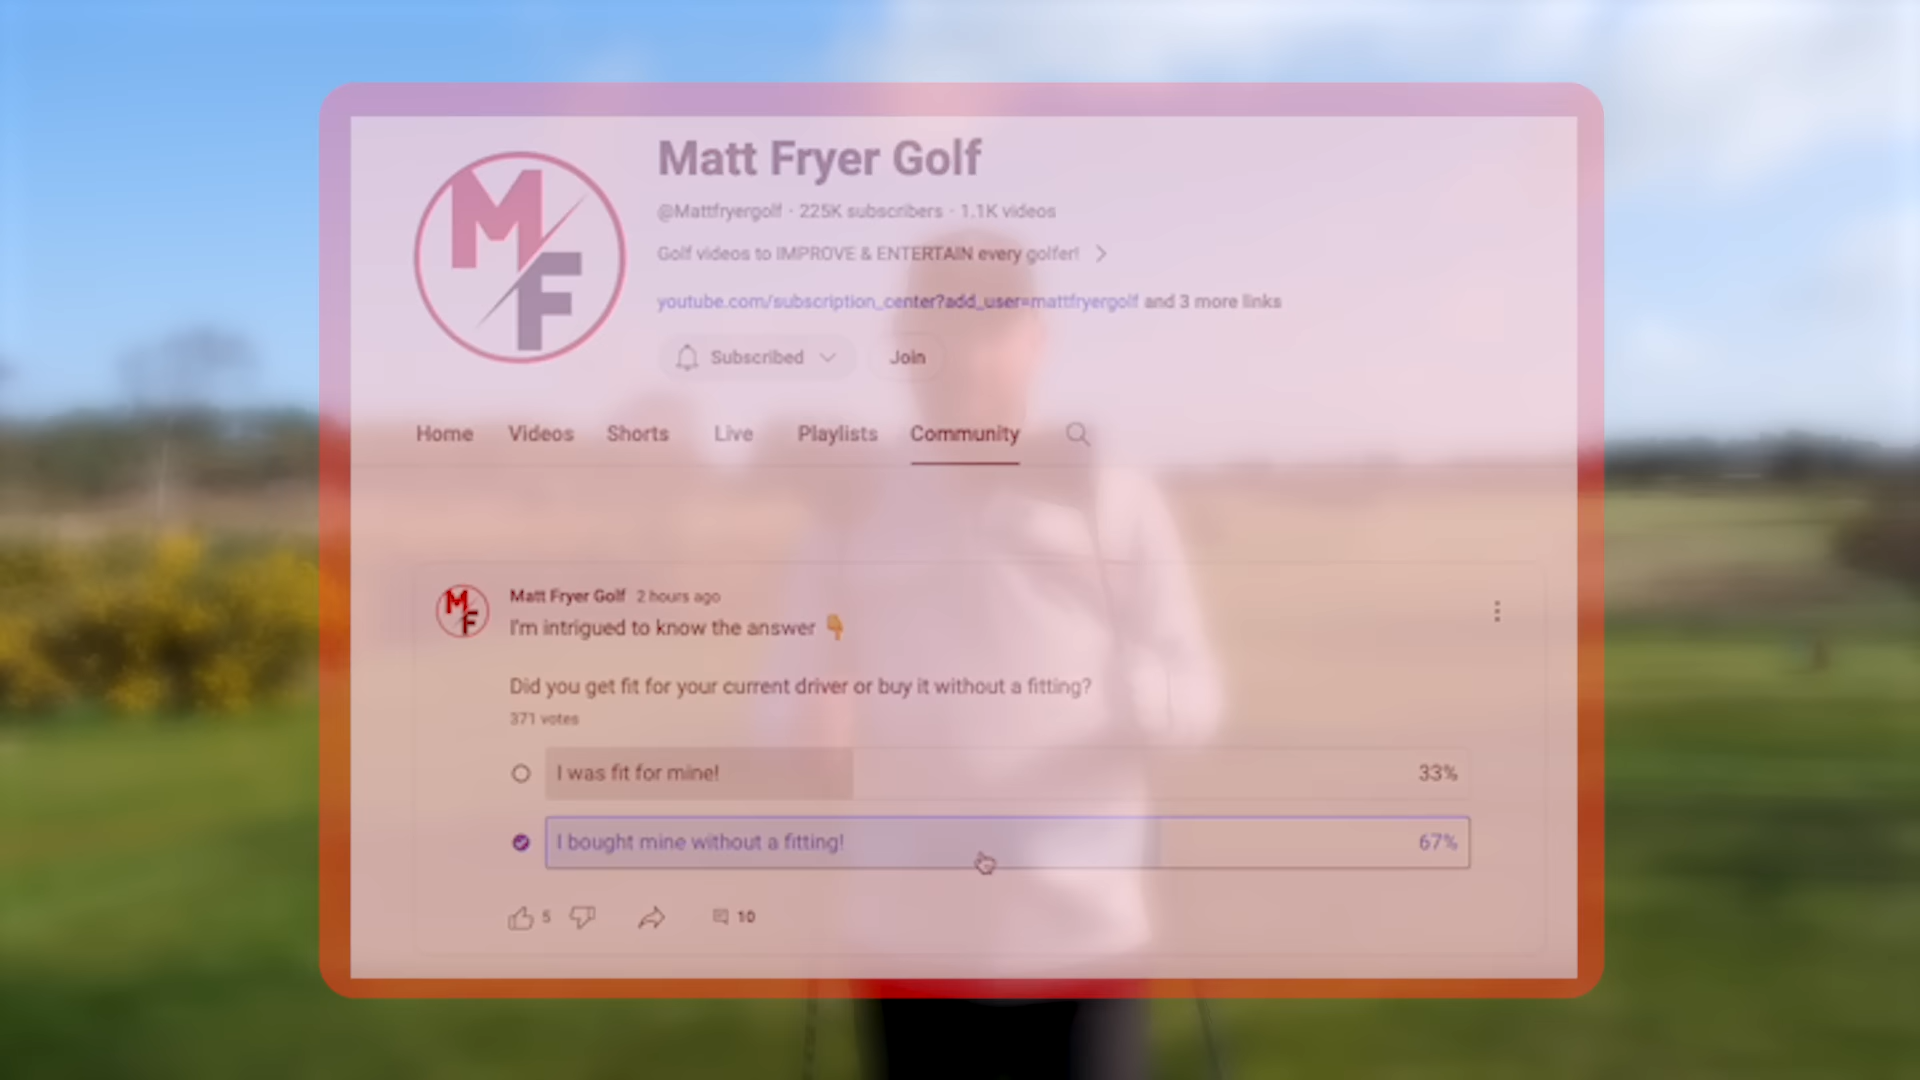 MF
Matt Fryer Golf
@Mattfryergolf · 225K subscribers · 1.1K videos
Golf videos to IMPROVE & ENTERTAIN every golfer!
youtube.com/subscription_center?add_user=mattfryergolf and 3 more links
Subscribed Join
Home Videos Shorts Live Playlists Community
MF
Matt Fryer Golf 2 hours ago
I'm intrigued to know the answer 👇
Did you get fit for your current driver or buy it without a fitting?
371 votes
I was fit for mine! 33%
I bought mine without a fitting! 67%
5 10